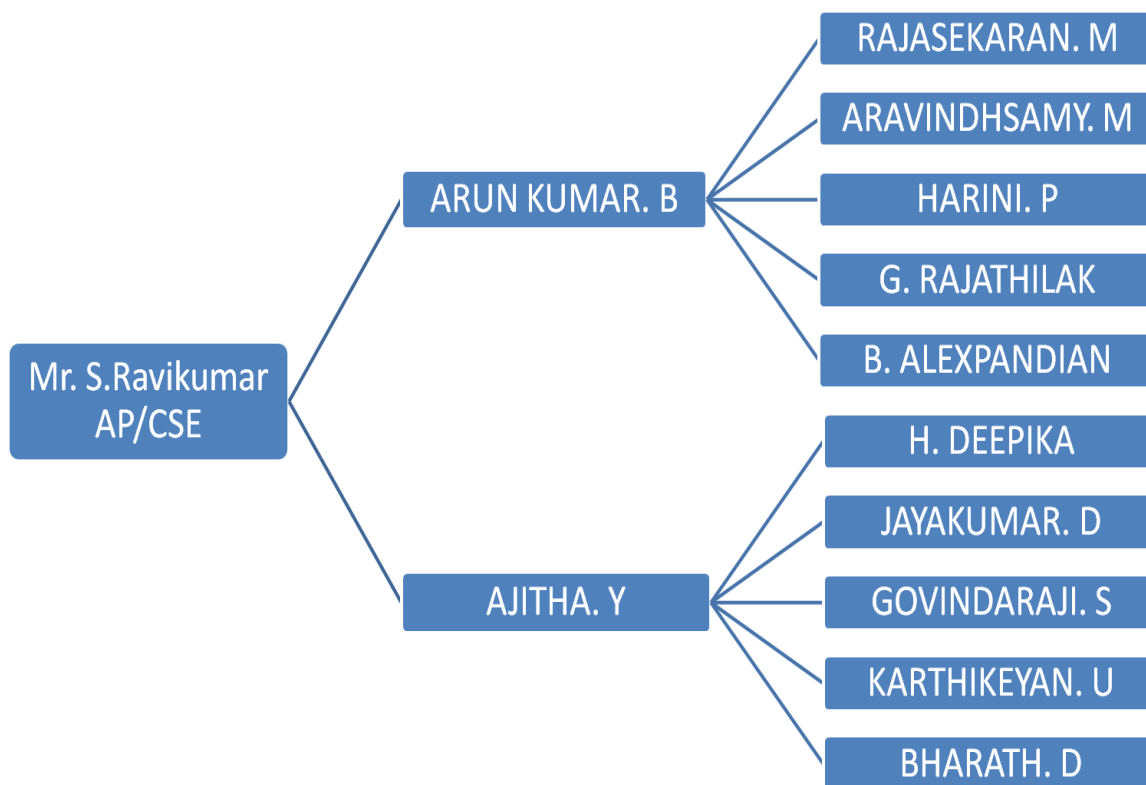 Mr. S.Ravikumar
AP/CSE
ARUN KUMAR. B
RAJASEKARAN. M
ARAVINDHSAMY. M
HARINI. P
G. RAJATHILAK
B. ALEXPANDIAN
AJITHA. Y
H. DEEPIKA
JAYAKUMAR. D
GOVINDARAJI. S
KARTHIKEYAN. U
BHARATH. D